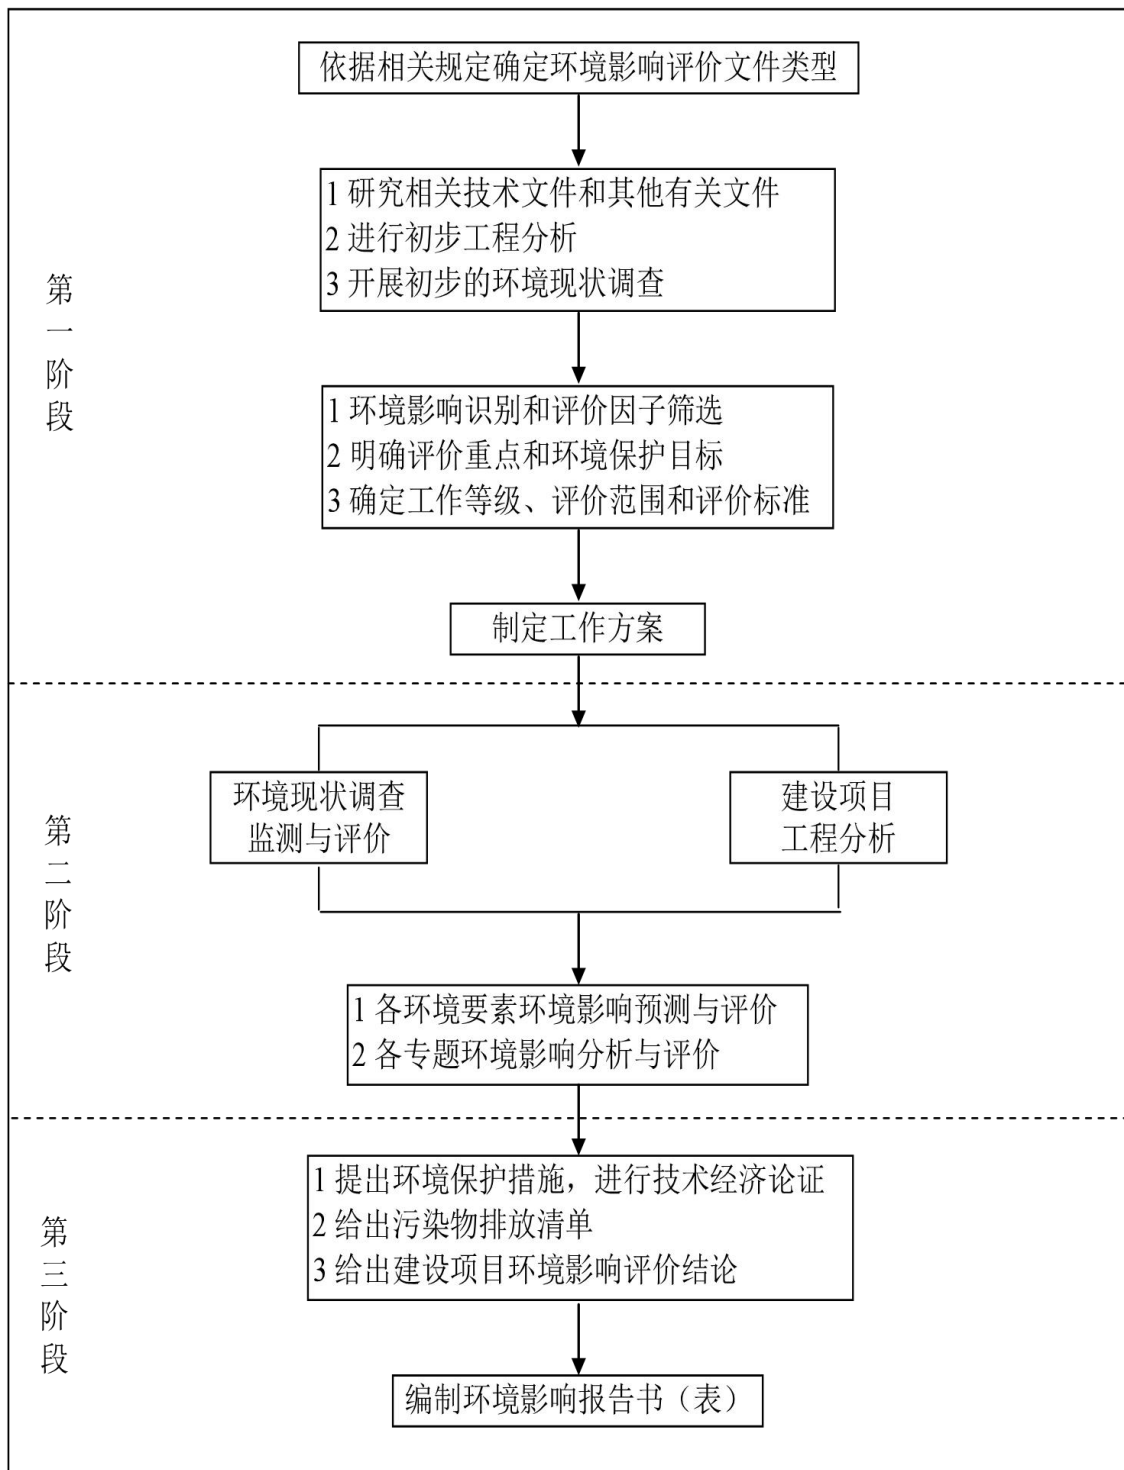 依据相关规定确定环境影响评价文件类型
1 研究相关技术文件和其他有关文件
2 进行初步工程分析
3 开展初步的环境现状调查
第一阶段
1 环境影响识别和评价因子筛选
2 明确评价重点和环境保护目标
3 确定工作等级、评价范围和评价标准
制定工作方案
第二阶段
环境现状调查
监测与评价
建设项目
工程分析
1 各环境要素环境影响预测与评价
2 各专题环境影响分析与评价
第三阶段
1 提出环境保护措施，进行技术经济论证
2 给出污染物排放清单
3 给出建设项目环境影响评价结论
编制环境影响报告书（表）